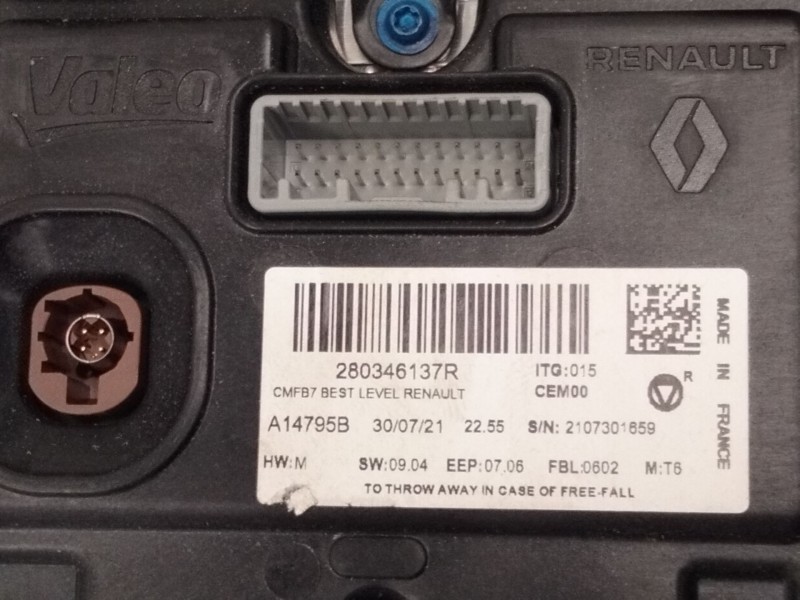 Valeo
RENAULT
280346137R
ITG:015
CMFB7 BEST LEVEL RENAULT
CEM00
R
A14795B 30/07/21 22.55 S/N: 2107301659
HW:M SW:09.04 EEP:07.06 FBL:0602 M:T6
TO THROW AWAY IN CASE OF FREE-FALL
MADE IN FRANCE